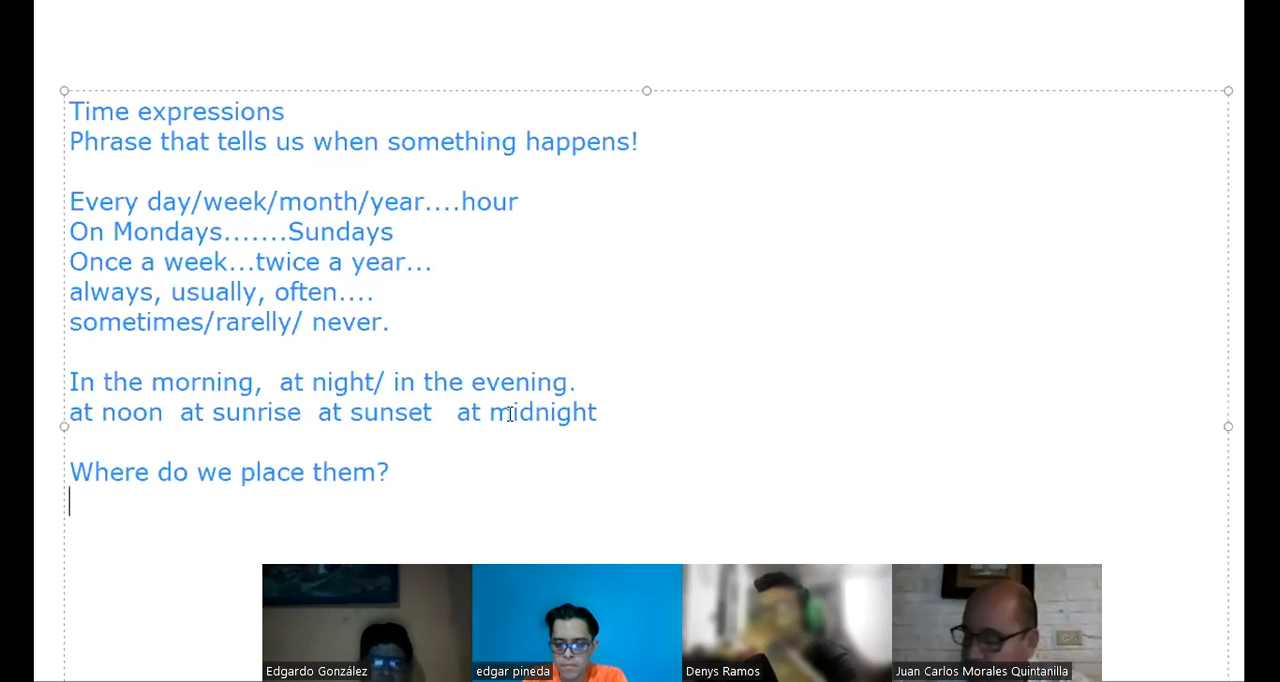 Time expressions
Phrase that tells us when something happens!
Every day/week/month/year....hour
On Mondays.......Sundays
Once a week...twice a year...
always, usually, often....
sometimes/rarelly/ never.
In the morning,  at night/ in the evening.
at noon  at sunrise  at sunset   at midnight
Where do we place them?
Edgardo González
edgar pineda
Denys Ramos
Juan Carlos Morales Quintanilla